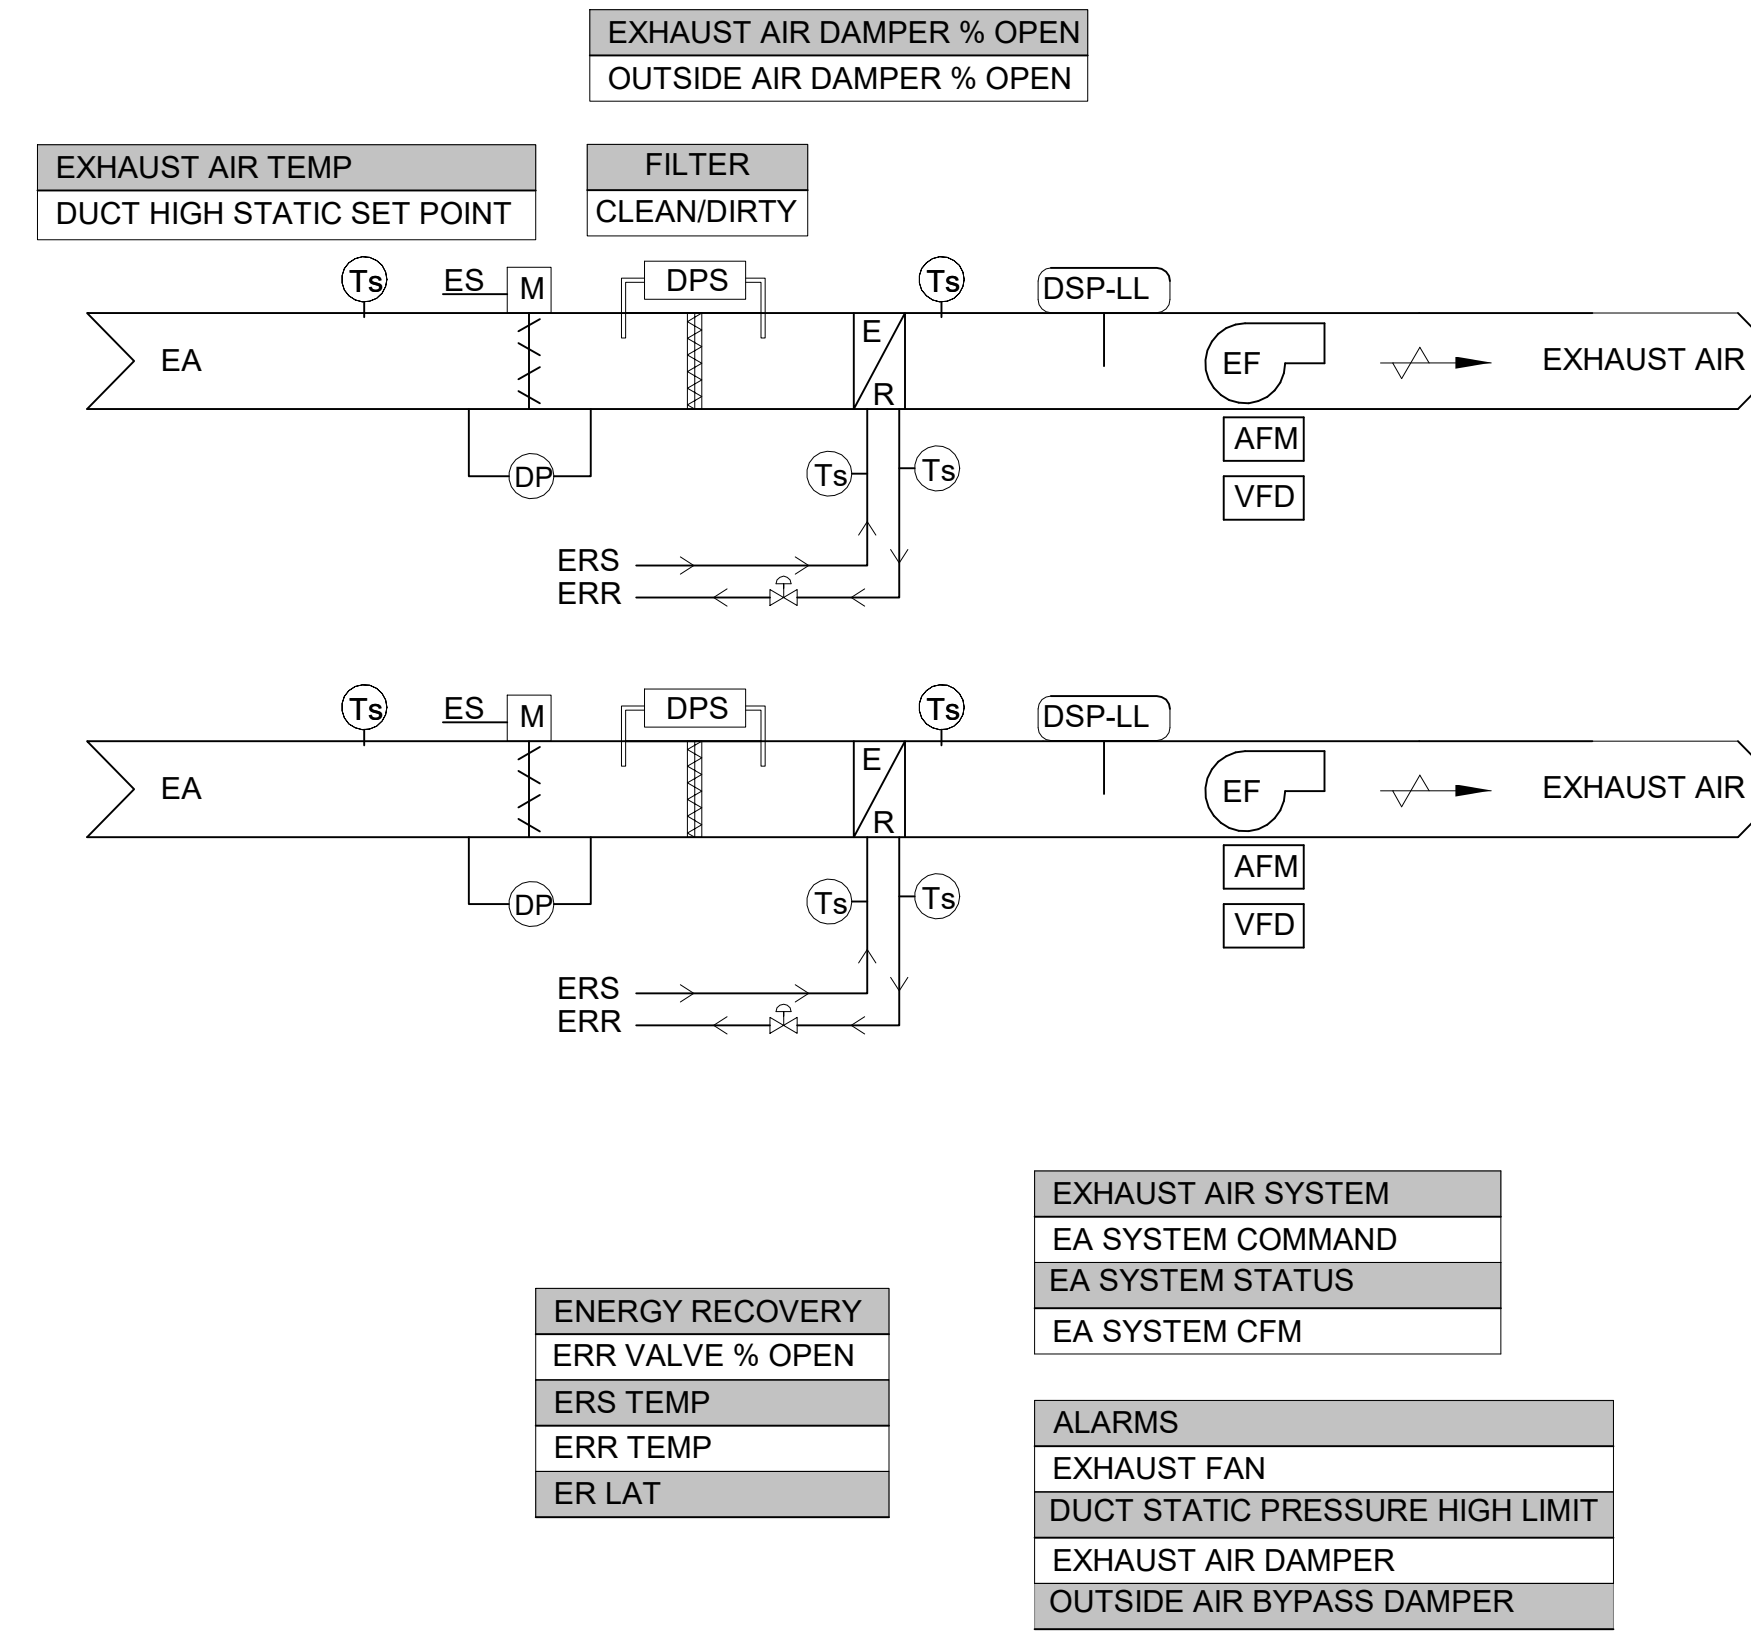 EXHAUST AIR DAMPER % OPEN
OUTSIDE AIR DAMPER % OPEN
EXHAUST AIR TEMP
DUCT HIGH STATIC SET POINT
FILTER
CLEAN/DIRTY
Ts
ES
M
DPS
Ts
DSP-LL
EA
E
R
EF
EXHAUST AIR
AFM
VFD
DP
Ts
Ts
ERS
ERR
Ts
ES
M
DPS
Ts
DSP-LL
EA
E
R
EF
EXHAUST AIR
AFM
VFD
DP
Ts
Ts
ERS
ERR
EXHAUST AIR SYSTEM
EA SYSTEM COMMAND
EA SYSTEM STATUS
EA SYSTEM CFM
ENERGY RECOVERY
ERR VALVE % OPEN
ERS TEMP
ERR TEMP
ER LAT
ALARMS
EXHAUST FAN
DUCT STATIC PRESSURE HIGH LIMIT
EXHAUST AIR DAMPER
OUTSIDE AIR BYPASS DAMPER